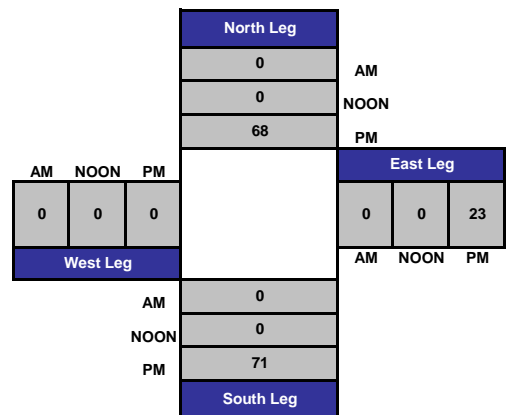 North Leg
0
AM
0
NOON
68
PM
East Leg
AM NOON PM
0 0 0
0 0 23
West Leg
AM NOON PM
AM
0
NOON
0
PM
71
South Leg